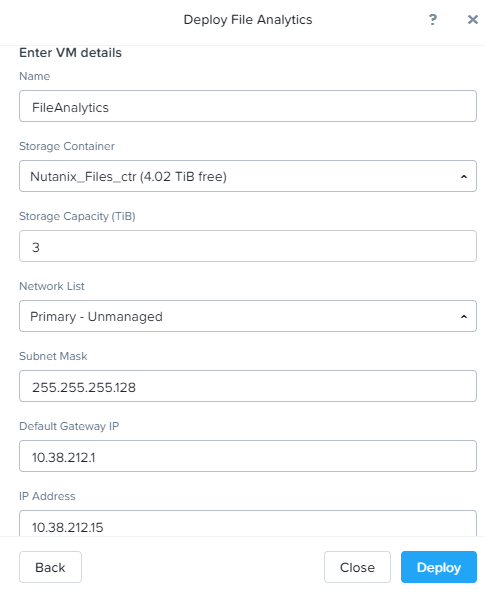 Deploy File Analytics ? ×
Enter VM details
Name
FileAnalytics
Storage Container
Nutanix_Files_ctr (4.02 TiB free)
Storage Capacity (TiB)
3
Network List
Primary - Unmanaged
Subnet Mask
255.255.255.128
Default Gateway IP
10.38.212.1
IP Address
10.38.212.15
Back Close Deploy